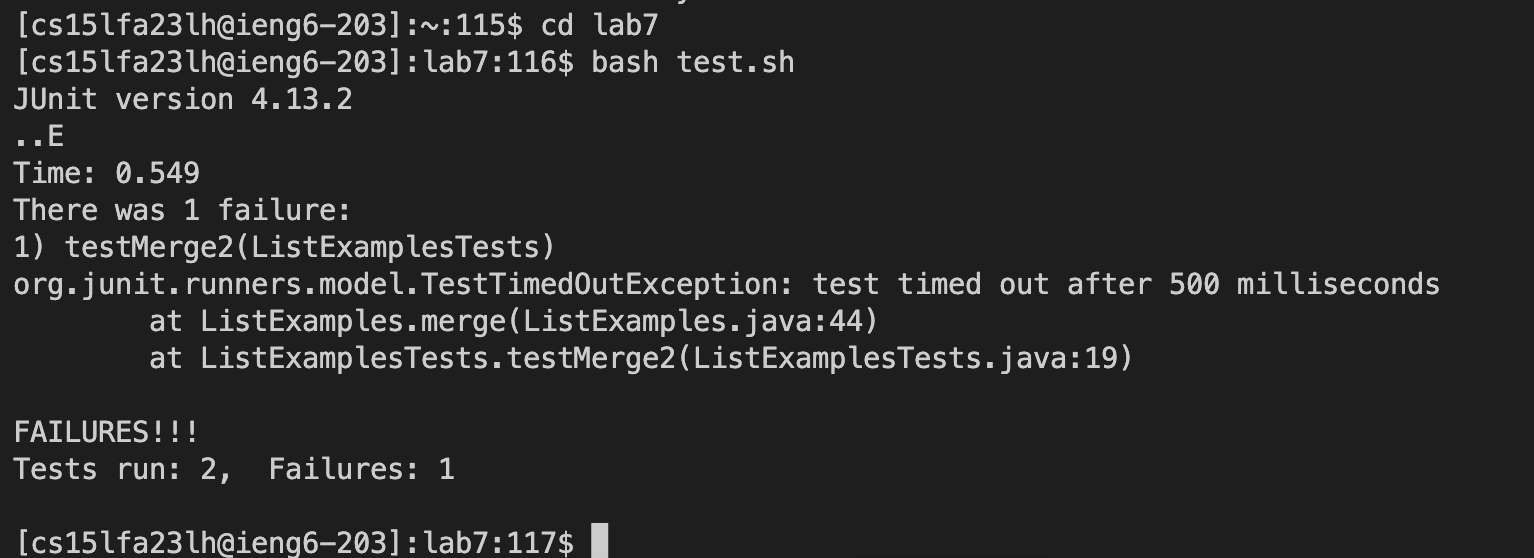 [cs15lfa23lh@ieng6-203]:~:115$ cd lab7
[cs15lfa23lh@ieng6-203]:lab7:116$ bash test.sh
JUnit version 4.13.2
..E
Time: 0.549
There was 1 failure:
1) testMerge2(ListExamplesTests)
org.junit.runners.model.TestTimedOutException: test timed out after 500 milliseconds
        at ListExamples.merge(ListExamples.java:44)
        at ListExamplesTests.testMerge2(ListExamplesTests.java:19)

FAILURES!!!
Tests run: 2,  Failures: 1

[cs15lfa23lh@ieng6-203]:lab7:117$